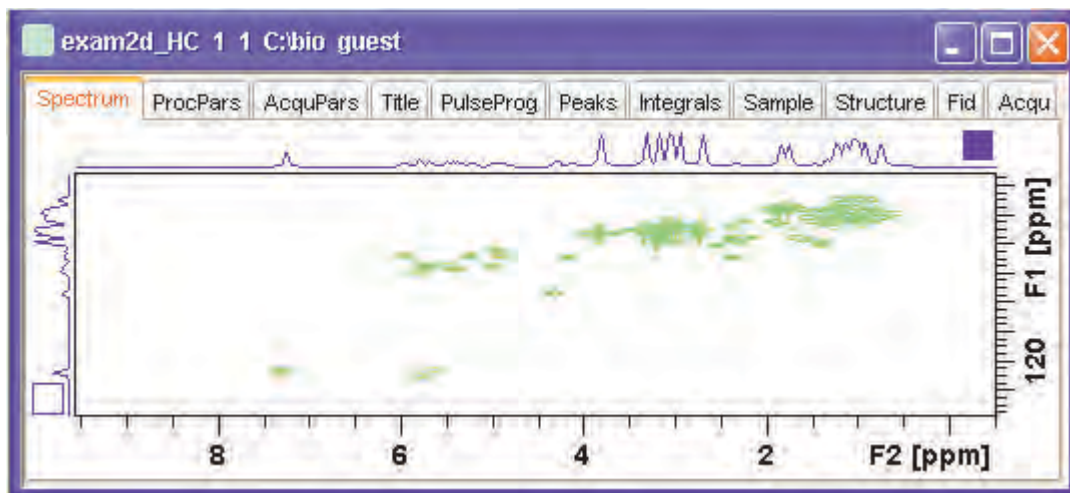 exam2d_HC 1 1 C:\bio guest
Spectrum ProcPars AcquPars Title PulseProg Peaks Integrals Sample Structure Fid Acqu
F1 [ppm]
120
8 6 4 2 F2 [ppm]